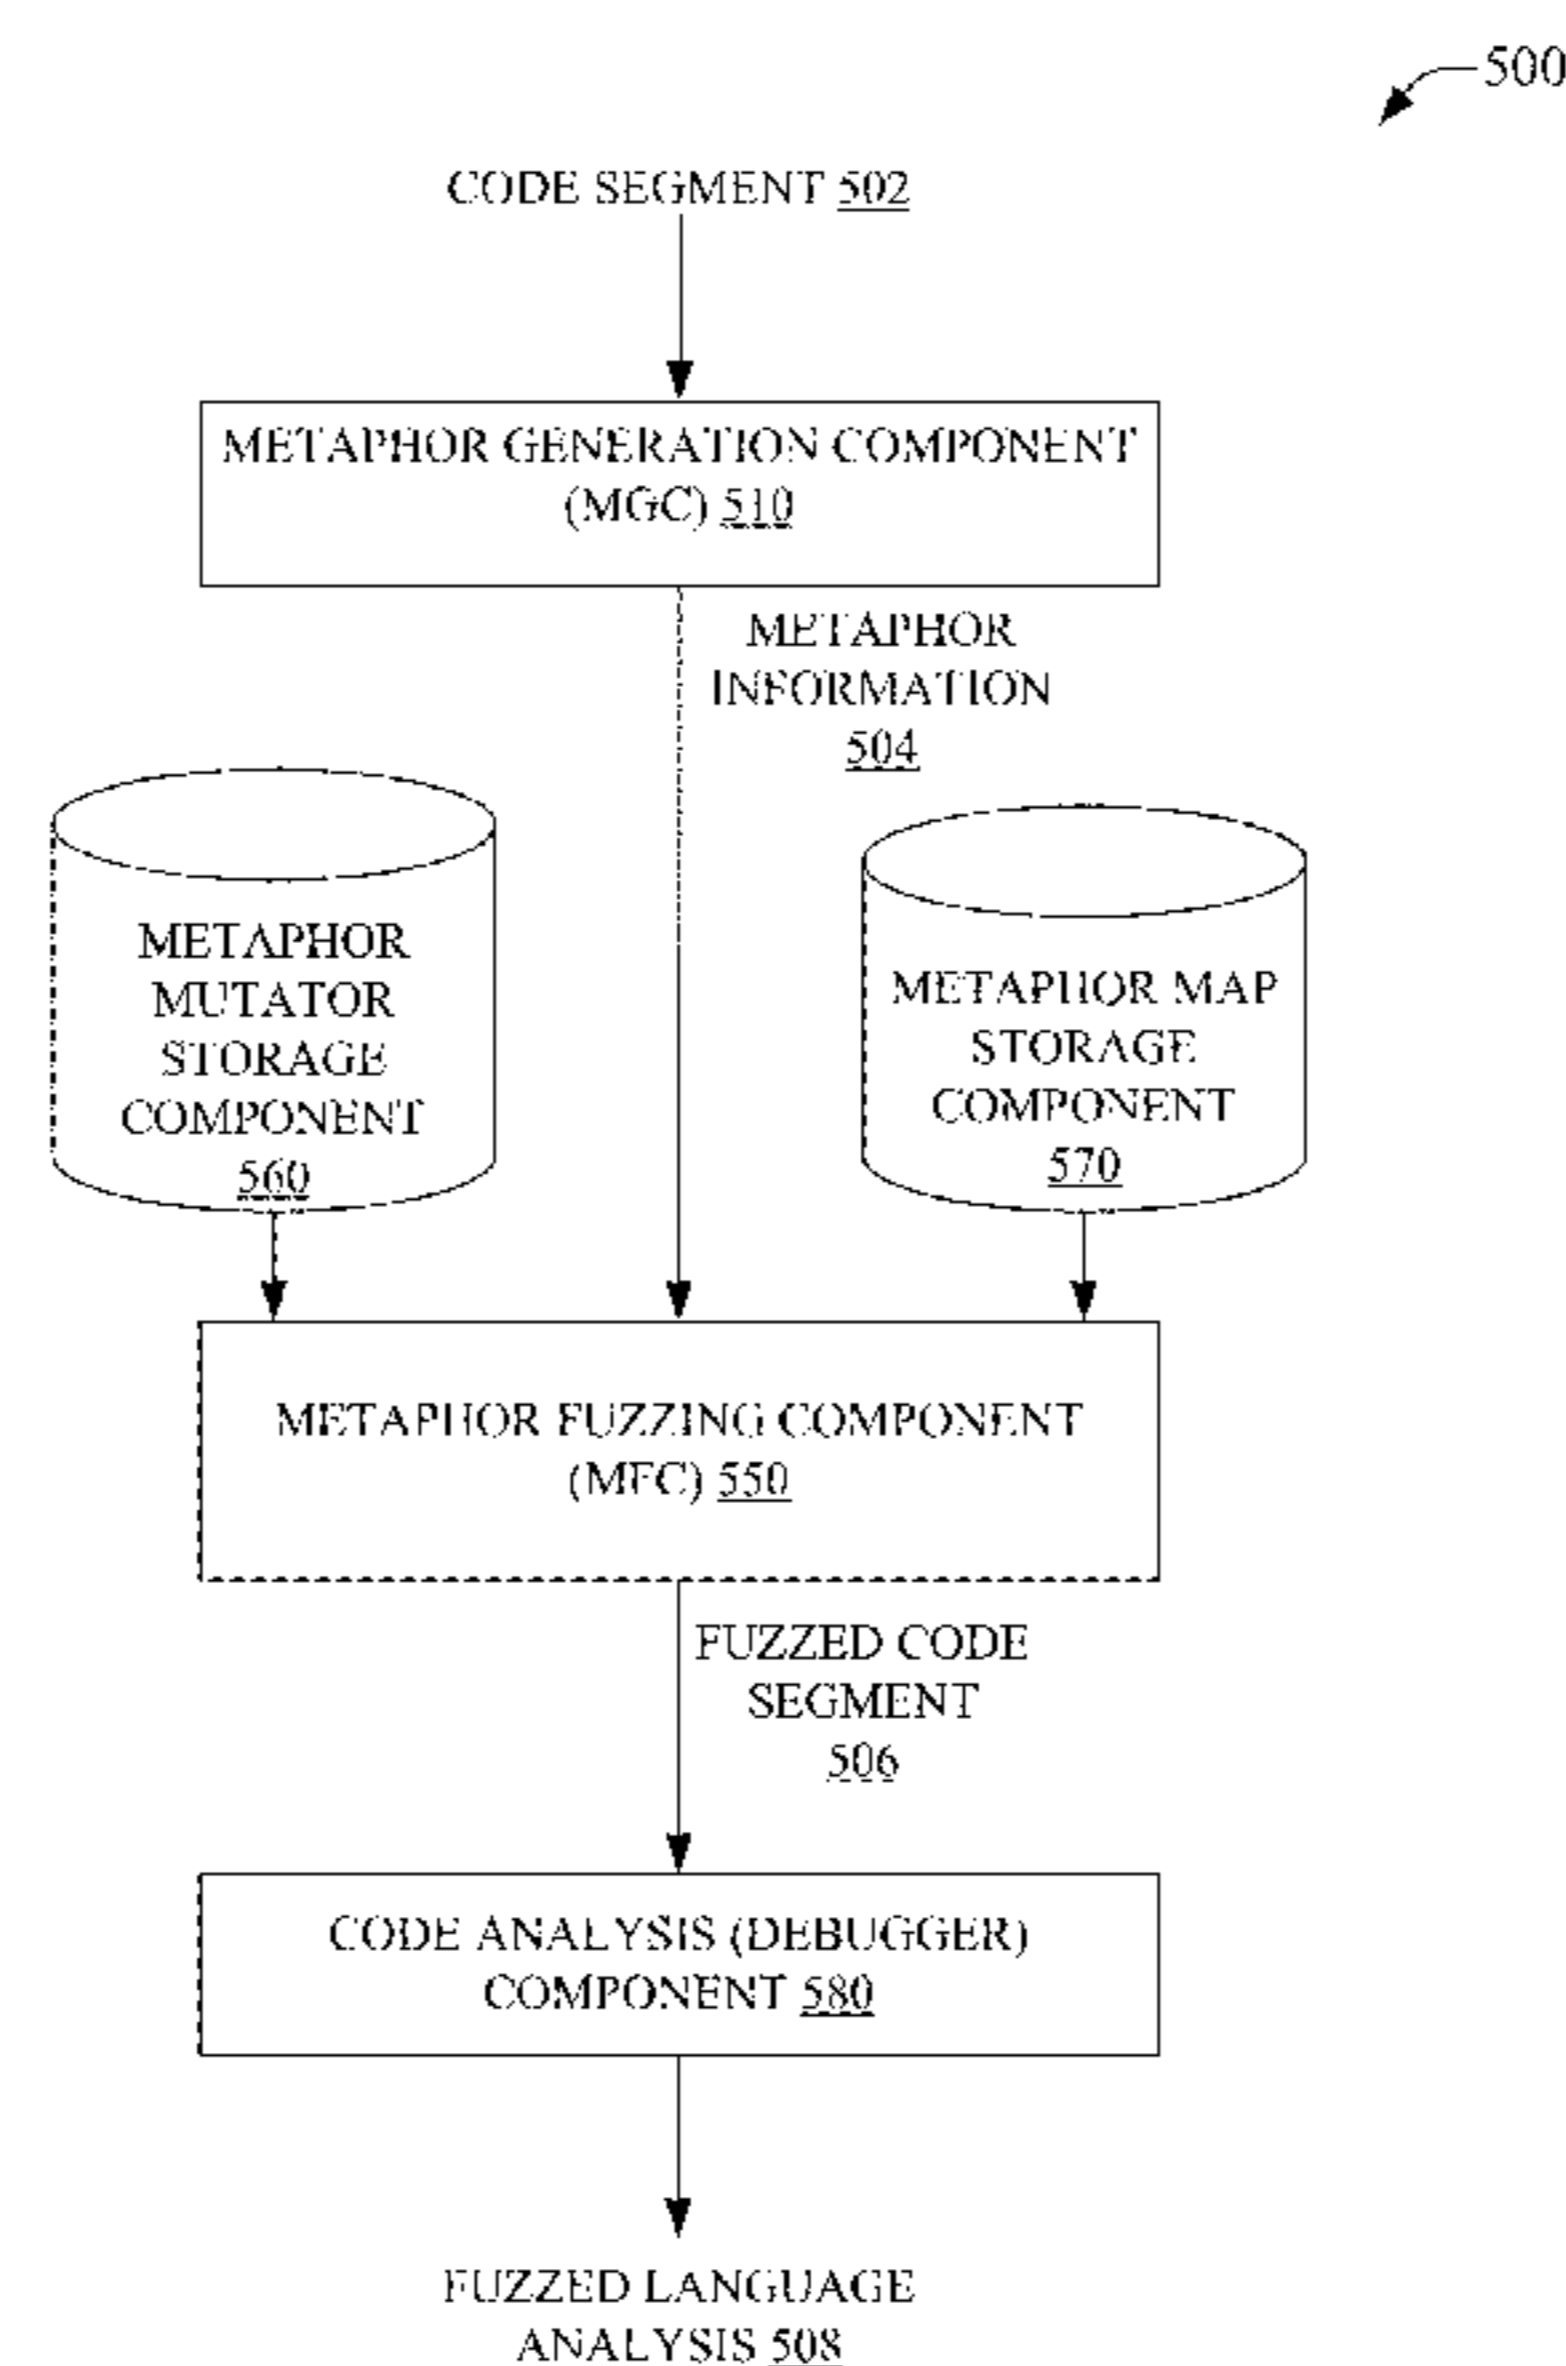 500
CODE SEGMENT 502
METAPHOR GENERATION COMPONENT
(MGC) 510
METAPHOR
INFORMATION
504
METAPHOR
MUTATOR
STORAGE
COMPONENT
560
METAPHOR MAP
STORAGE
COMPONENT
570
METAPHOR FUZZING COMPONENT
(MFC) 550
FUZZED CODE
SEGMENT
506
CODE ANALYSIS (DEBUGGER)
COMPONENT 580
FUZZED LANGUAGE
ANALYSIS 508